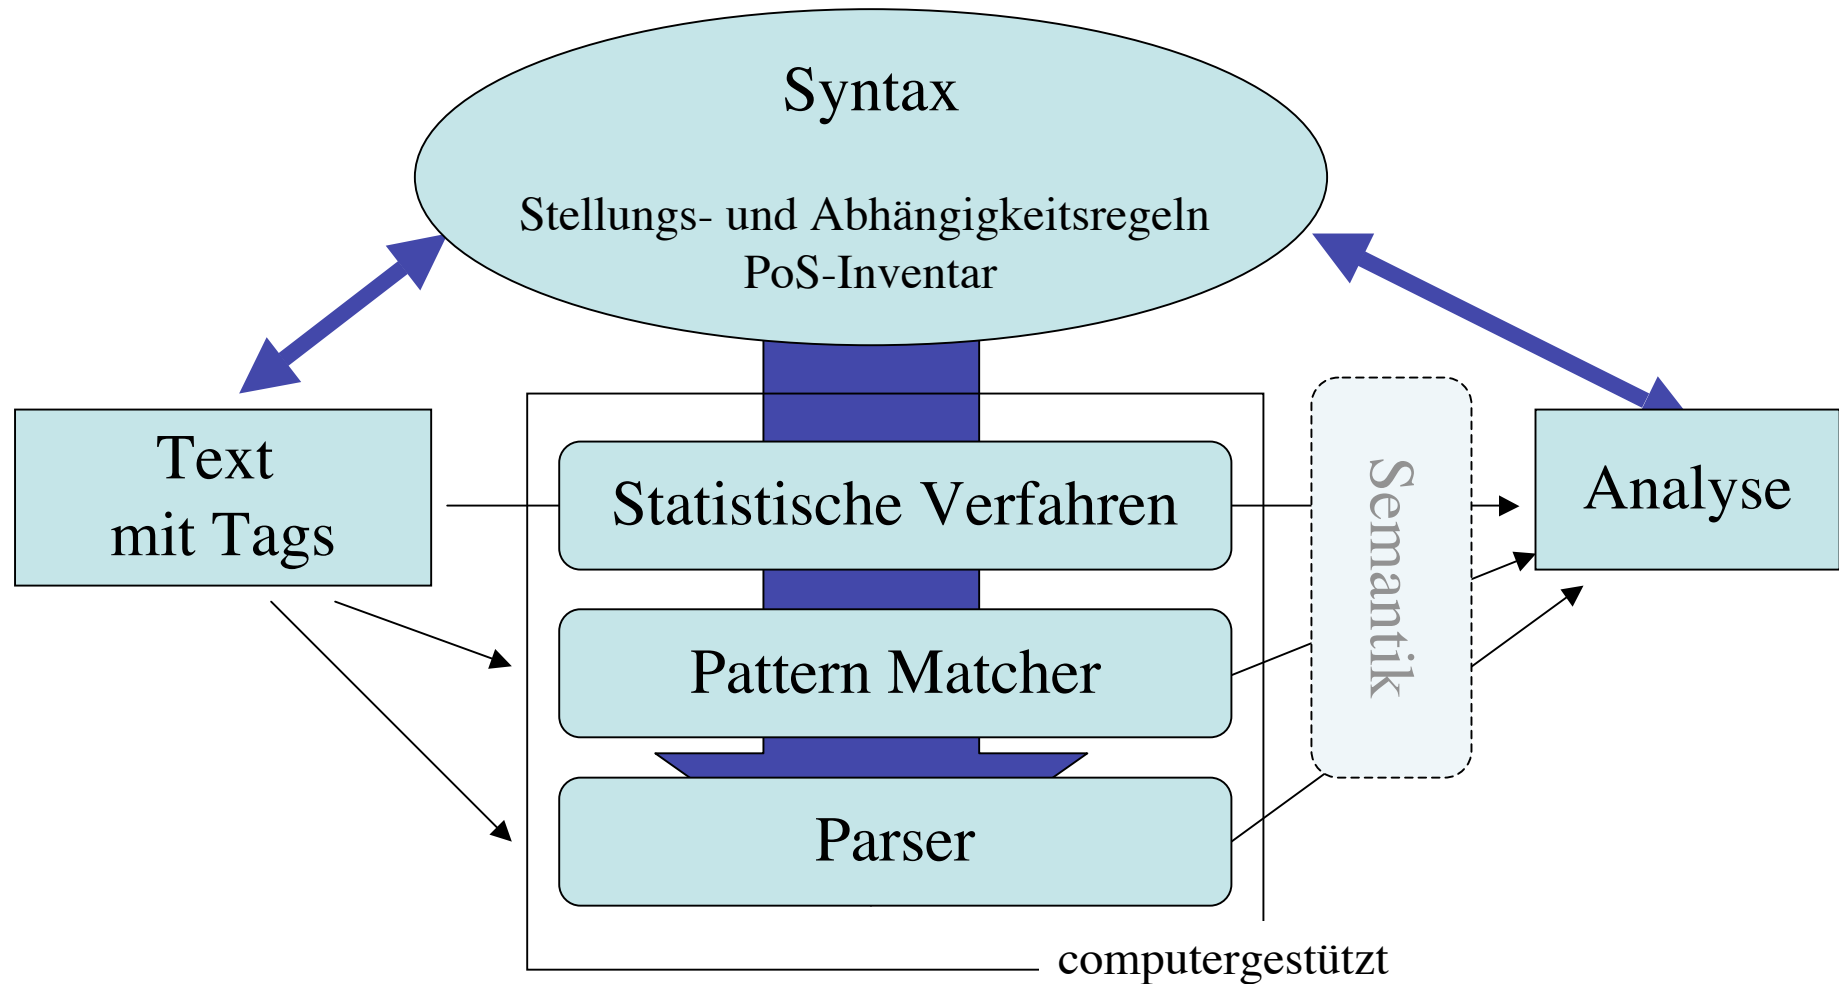 Syntax
Stellungs- und Abhängigkeitsregeln
PoS-Inventar
Text
mit Tags
Statistische Verfahren
Pattern Matcher
Parser
Semantik
Analyse
computergestützt